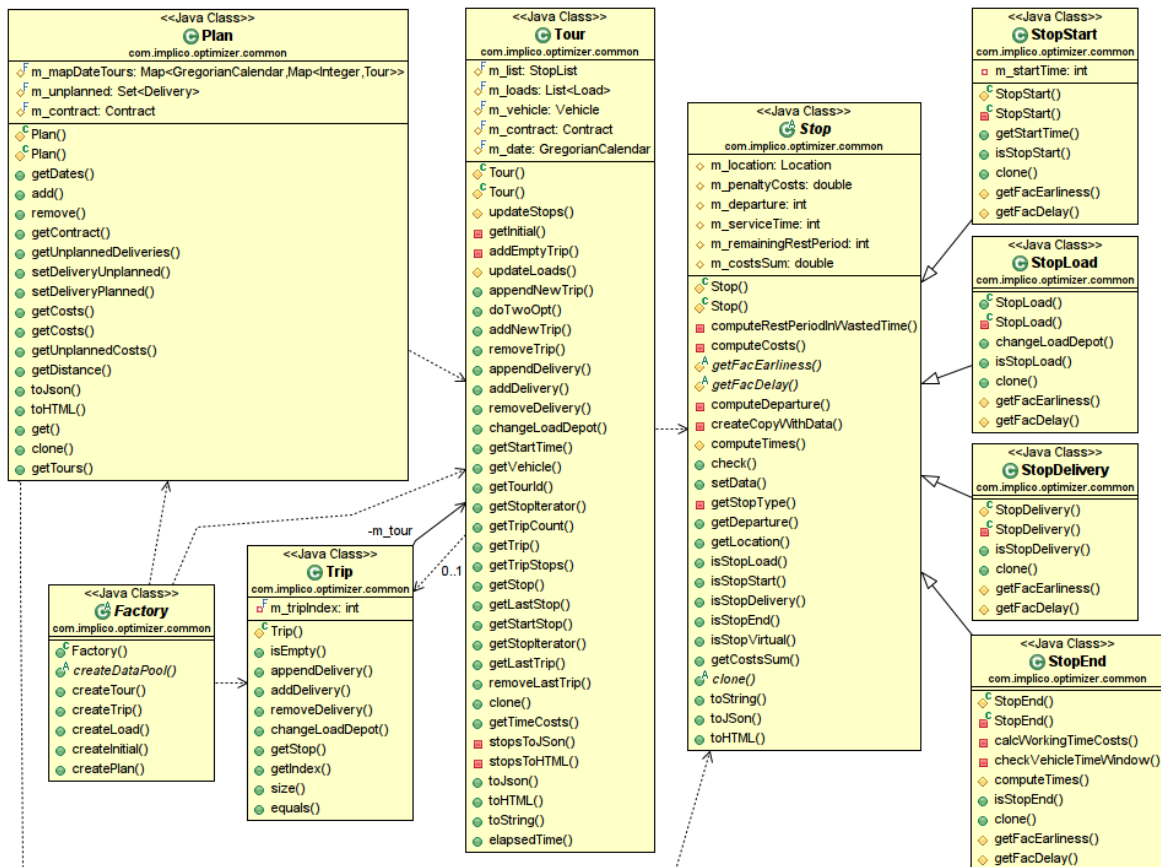 <<Java Class>>
Plan
com.implico.optimizer.common
m_mapDateTours: Map<GregorianCalendar,Map<Integer,Tour>>
m_unplanned: Set<Delivery>
m_contract: Contract
Plan()
Plan()
getDates()
add()
remove()
getContract()
getUnplannedDeliveries()
setDeliveryUnplanned()
setDeliveryPlanned()
getCosts()
getCosts()
getUnplannedCosts()
getDistance()
toJson()
toHTML()
get()
clone()
getTours()
<<Java Class>>
Factory
com.implico.optimizer.common
Factory()
createDataPool()
createTour()
createTrip()
createLoad()
createInitial()
createPlan()
<<Java Class>>
Trip
com.implico.optimizer.common
m_tripIndex: int
Trip()
isEmpty()
appendDelivery()
addDelivery()
removeDelivery()
changeLoadDepot()
getStop()
getIndex()
size()
equals()
-m_tour
0..1
<<Java Class>>
Tour
com.implico.optimizer.common
m_list: StopList
m_loads: List<Load>
m_vehicle: Vehicle
m_contract: Contract
m_date: GregorianCalendar
Tour()
Tour()
updateStops()
getInitial()
addEmptyTrip()
updateLoads()
appendNewTrip()
doTwoOpt()
addNewTrip()
removeTrip()
appendDelivery()
addDelivery()
removeDelivery()
changeLoadDepot()
getStartTime()
getVehicle()
getTourId()
getStopIterator()
getTripCount()
getTrip()
getTripStops()
getStop()
getLastStop()
getStartStop()
getStopIterator()
getLastTrip()
removeLastTrip()
clone()
getTimeCosts()
stopsToJSon()
stopsToHTML()
toJson()
toHTML()
toString()
elapsedTime()
<<Java Class>>
Stop
com.implico.optimizer.common
m_location: Location
m_penaltyCosts: double
m_departure: int
m_serviceTime: int
m_remainingRestPeriod: int
m_costsSum: double
Stop()
Stop()
computeRestPeriodInWastedTime()
computeCosts()
getFacEarliness()
getFacDelay()
computeDeparture()
createCopyWithData()
computeTimes()
check()
setData()
getStopType()
getDeparture()
getLocation()
isStopLoad()
isStopStart()
isStopDelivery()
isStopEnd()
isStopVirtual()
getCostsSum()
clone()
toString()
toJSon()
toHTML()
<<Java Class>>
StopStart
com.implico.optimizer.common
m_startTime: int
StopStart()
StopStart()
getStartTime()
isStopStart()
clone()
getFacEarliness()
getFacDelay()
<<Java Class>>
StopLoad
com.implico.optimizer.common
StopLoad()
StopLoad()
changeLoadDepot()
isStopLoad()
clone()
getFacEarliness()
getFacDelay()
<<Java Class>>
StopDelivery
com.implico.optimizer.common
StopDelivery()
StopDelivery()
isStopDelivery()
clone()
getFacEarliness()
getFacDelay()
<<Java Class>>
StopEnd
com.implico.optimizer.common
StopEnd()
StopEnd()
calcWorkingTimeCosts()
checkVehicleTimeWindow()
computeTimes()
isStopEnd()
clone()
getFacEarliness()
getFacDelay()